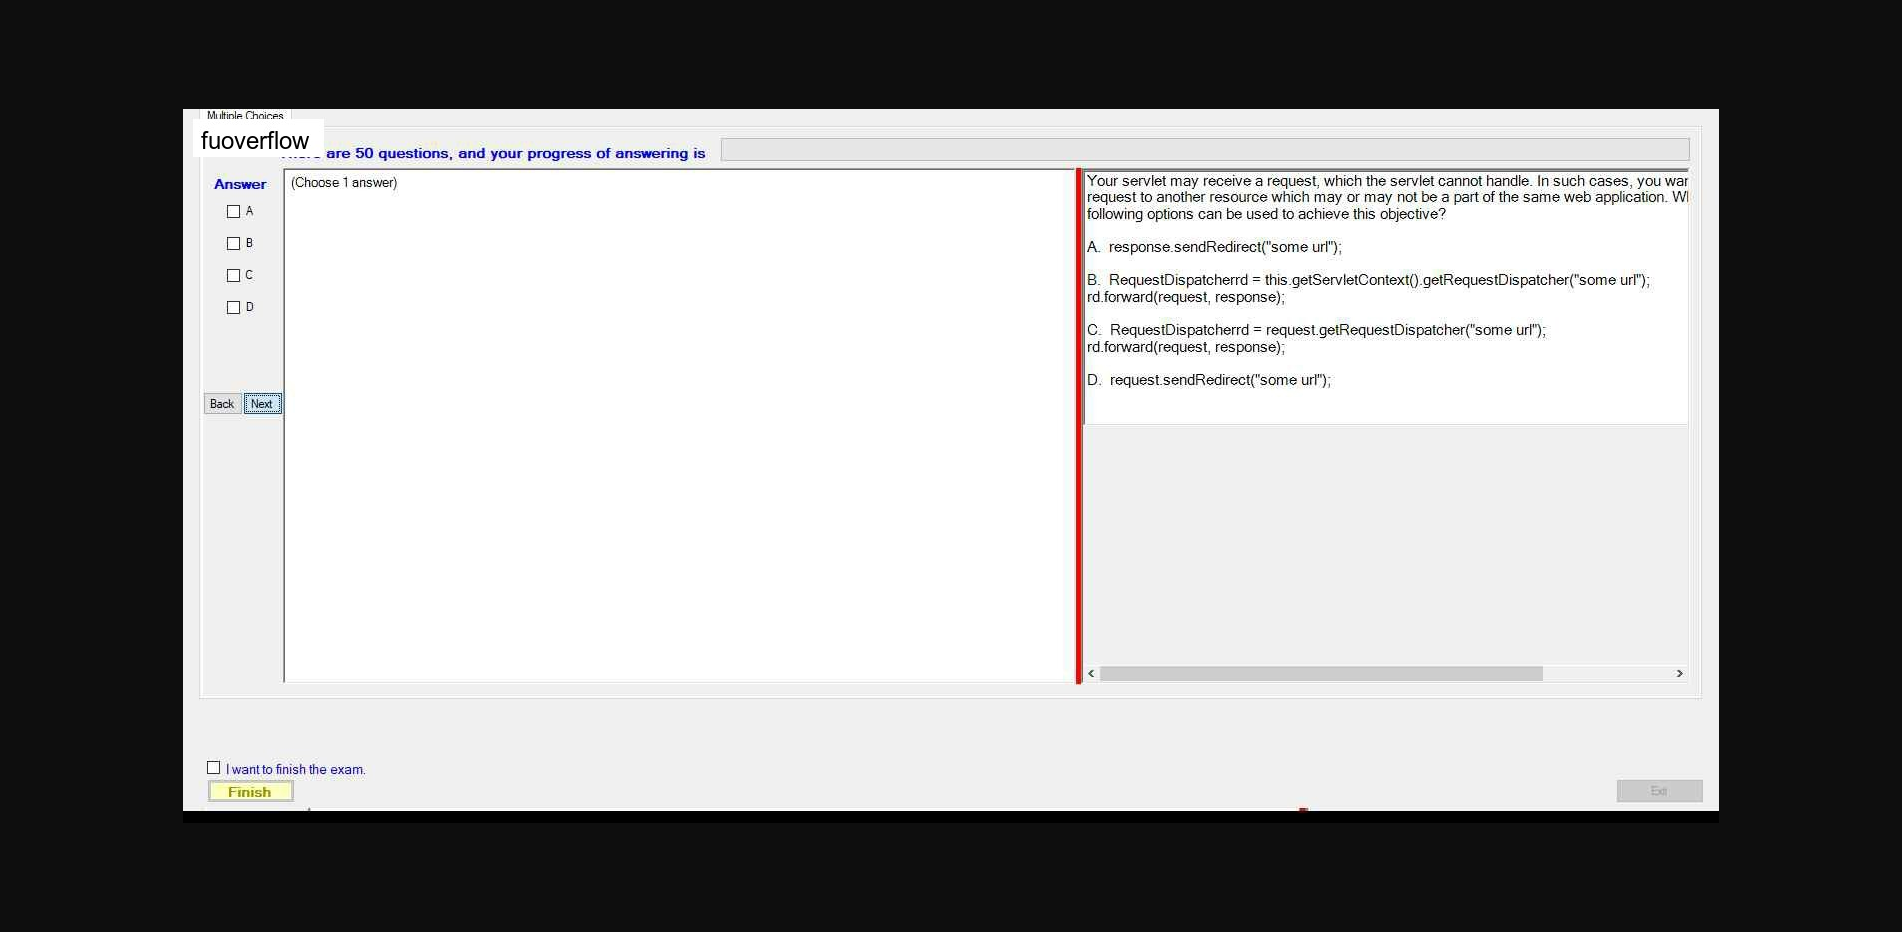 Multiple Choices
fuoverflow
are 50 questions, and your progress of answering is
Answer
(Choose 1 answer)
A
B
C
D
Back Next
Your servlet may receive a request, which the servlet cannot handle. In such cases, you
request to another resource which may or may not be a part of the same web application.
following options can be used to achieve this objective?
A. response.sendRedirect("some url");
B. RequestDispatcherrd = this.getServletContext().getRequestDispatcher("some url");
rd.forward(request, response);
C. RequestDispatcherrd = request.getRequestDispatcher("some url");
rd.forward(request, response);
D. request.sendRedirect("some url");
I want to finish the exam.
Finish
Exit